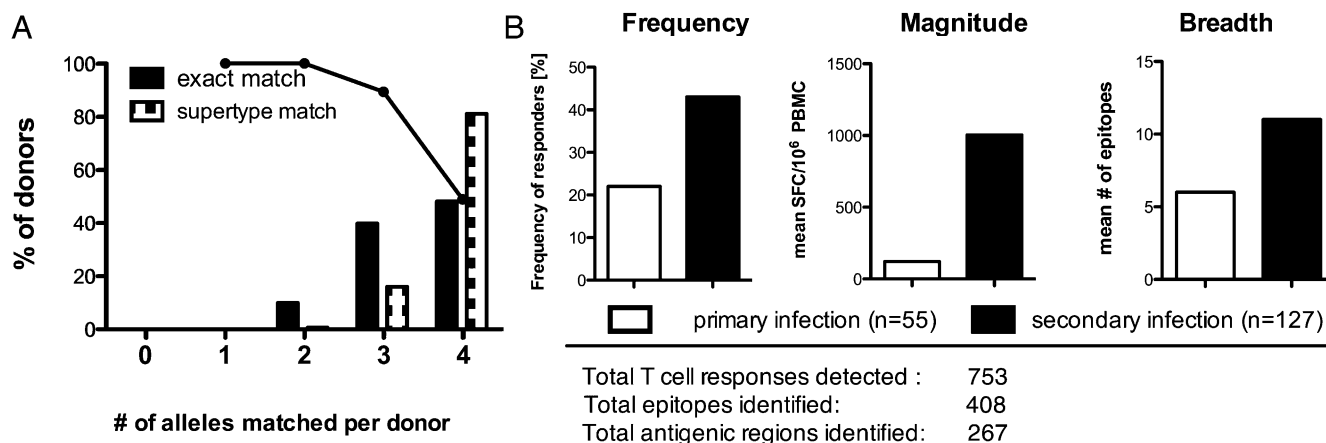 A
% of donors
100
80
60
40
20
0
exact match
supertype match
0 1 2 3 4
# of alleles matched per donor
B
Frequency
Frequency of responders [%]
50
40
30
20
10
0
Magnitude
mean SFC/10⁶ PBMC
1500
1000
500
0
Breadth
mean # of epitopes
15
10
5
0
primary infection (n=55)
secondary infection (n=127)
Total T cell responses detected : 753
Total epitopes identified: 408
Total antigenic regions identified: 267